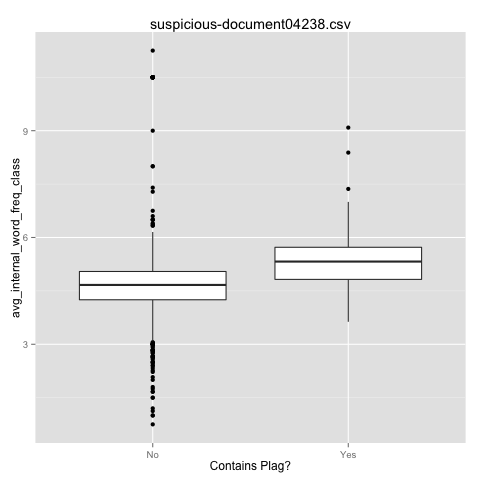 suspicious-document04238.csv
avg_internal_word_freq_class
9
6
3
No
Yes
Contains Plag?